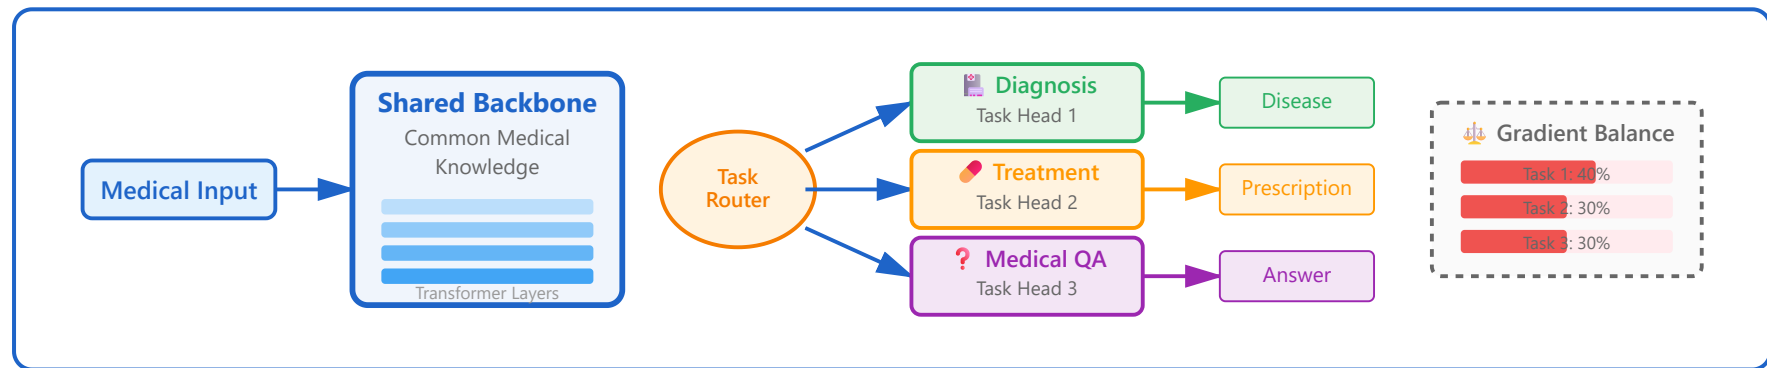 Medical Input
Shared Backbone
Common Medical
Knowledge
Transformer Layers
Task
Router
Diagnosis
Task Head 1
Treatment
Task Head 2
Medical QA
Task Head 3
Disease
Prescription
Answer
Gradient Balance
Task 1: 40%
Task 2: 30%
Task 3: 30%